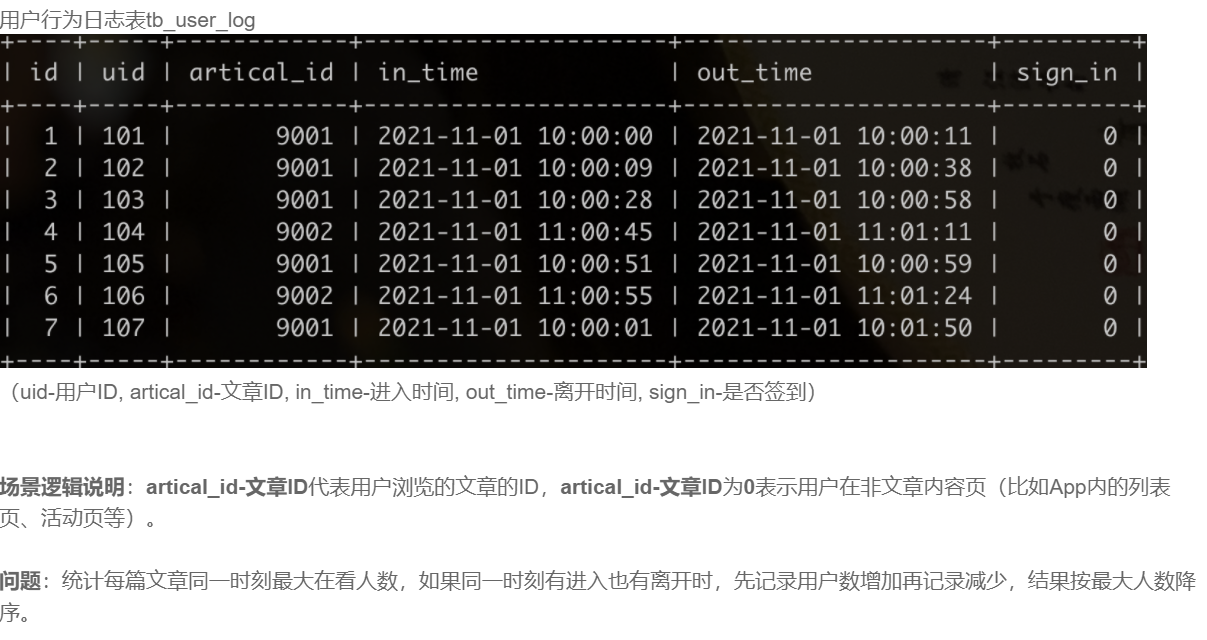 用户行为日志表tb_user_log
+----+-----+------------+---------------------+---------------------+---------+
| id | uid | artical_id | in_time | out_time | sign_in |
+----+-----+------------+---------------------+---------------------+---------+
| 1 | 101 | 9001 | 2021-11-01 10:00:00 | 2021-11-01 10:00:11 | 0 |
| 2 | 102 | 9001 | 2021-11-01 10:00:09 | 2021-11-01 10:00:38 | 0 |
| 3 | 103 | 9001 | 2021-11-01 10:00:28 | 2021-11-01 10:00:58 | 0 |
| 4 | 104 | 9002 | 2021-11-01 11:00:45 | 2021-11-01 11:01:11 | 0 |
| 5 | 105 | 9001 | 2021-11-01 10:00:51 | 2021-11-01 10:00:59 | 0 |
| 6 | 106 | 9002 | 2021-11-01 11:00:55 | 2021-11-01 11:01:24 | 0 |
| 7 | 107 | 9001 | 2021-11-01 10:00:01 | 2021-11-01 10:01:50 | 0 |
+----+-----+------------+---------------------+---------------------+---------+
（uid-用户ID, artical_id-文章ID, in_time-进入时间, out_time-离开时间, sign_in-是否签到）
场景逻辑说明：artical_id-文章ID代表用户浏览的文章的ID，artical_id-文章ID为0表示用户在非文章内容页（比如App内的列表
页、活动页等）。
问题：统计每篇文章同一时刻最大在看人数，如果同一时刻有进入也有离开时，先记录用户数增加再记录减少，结果按最大人数降
序。